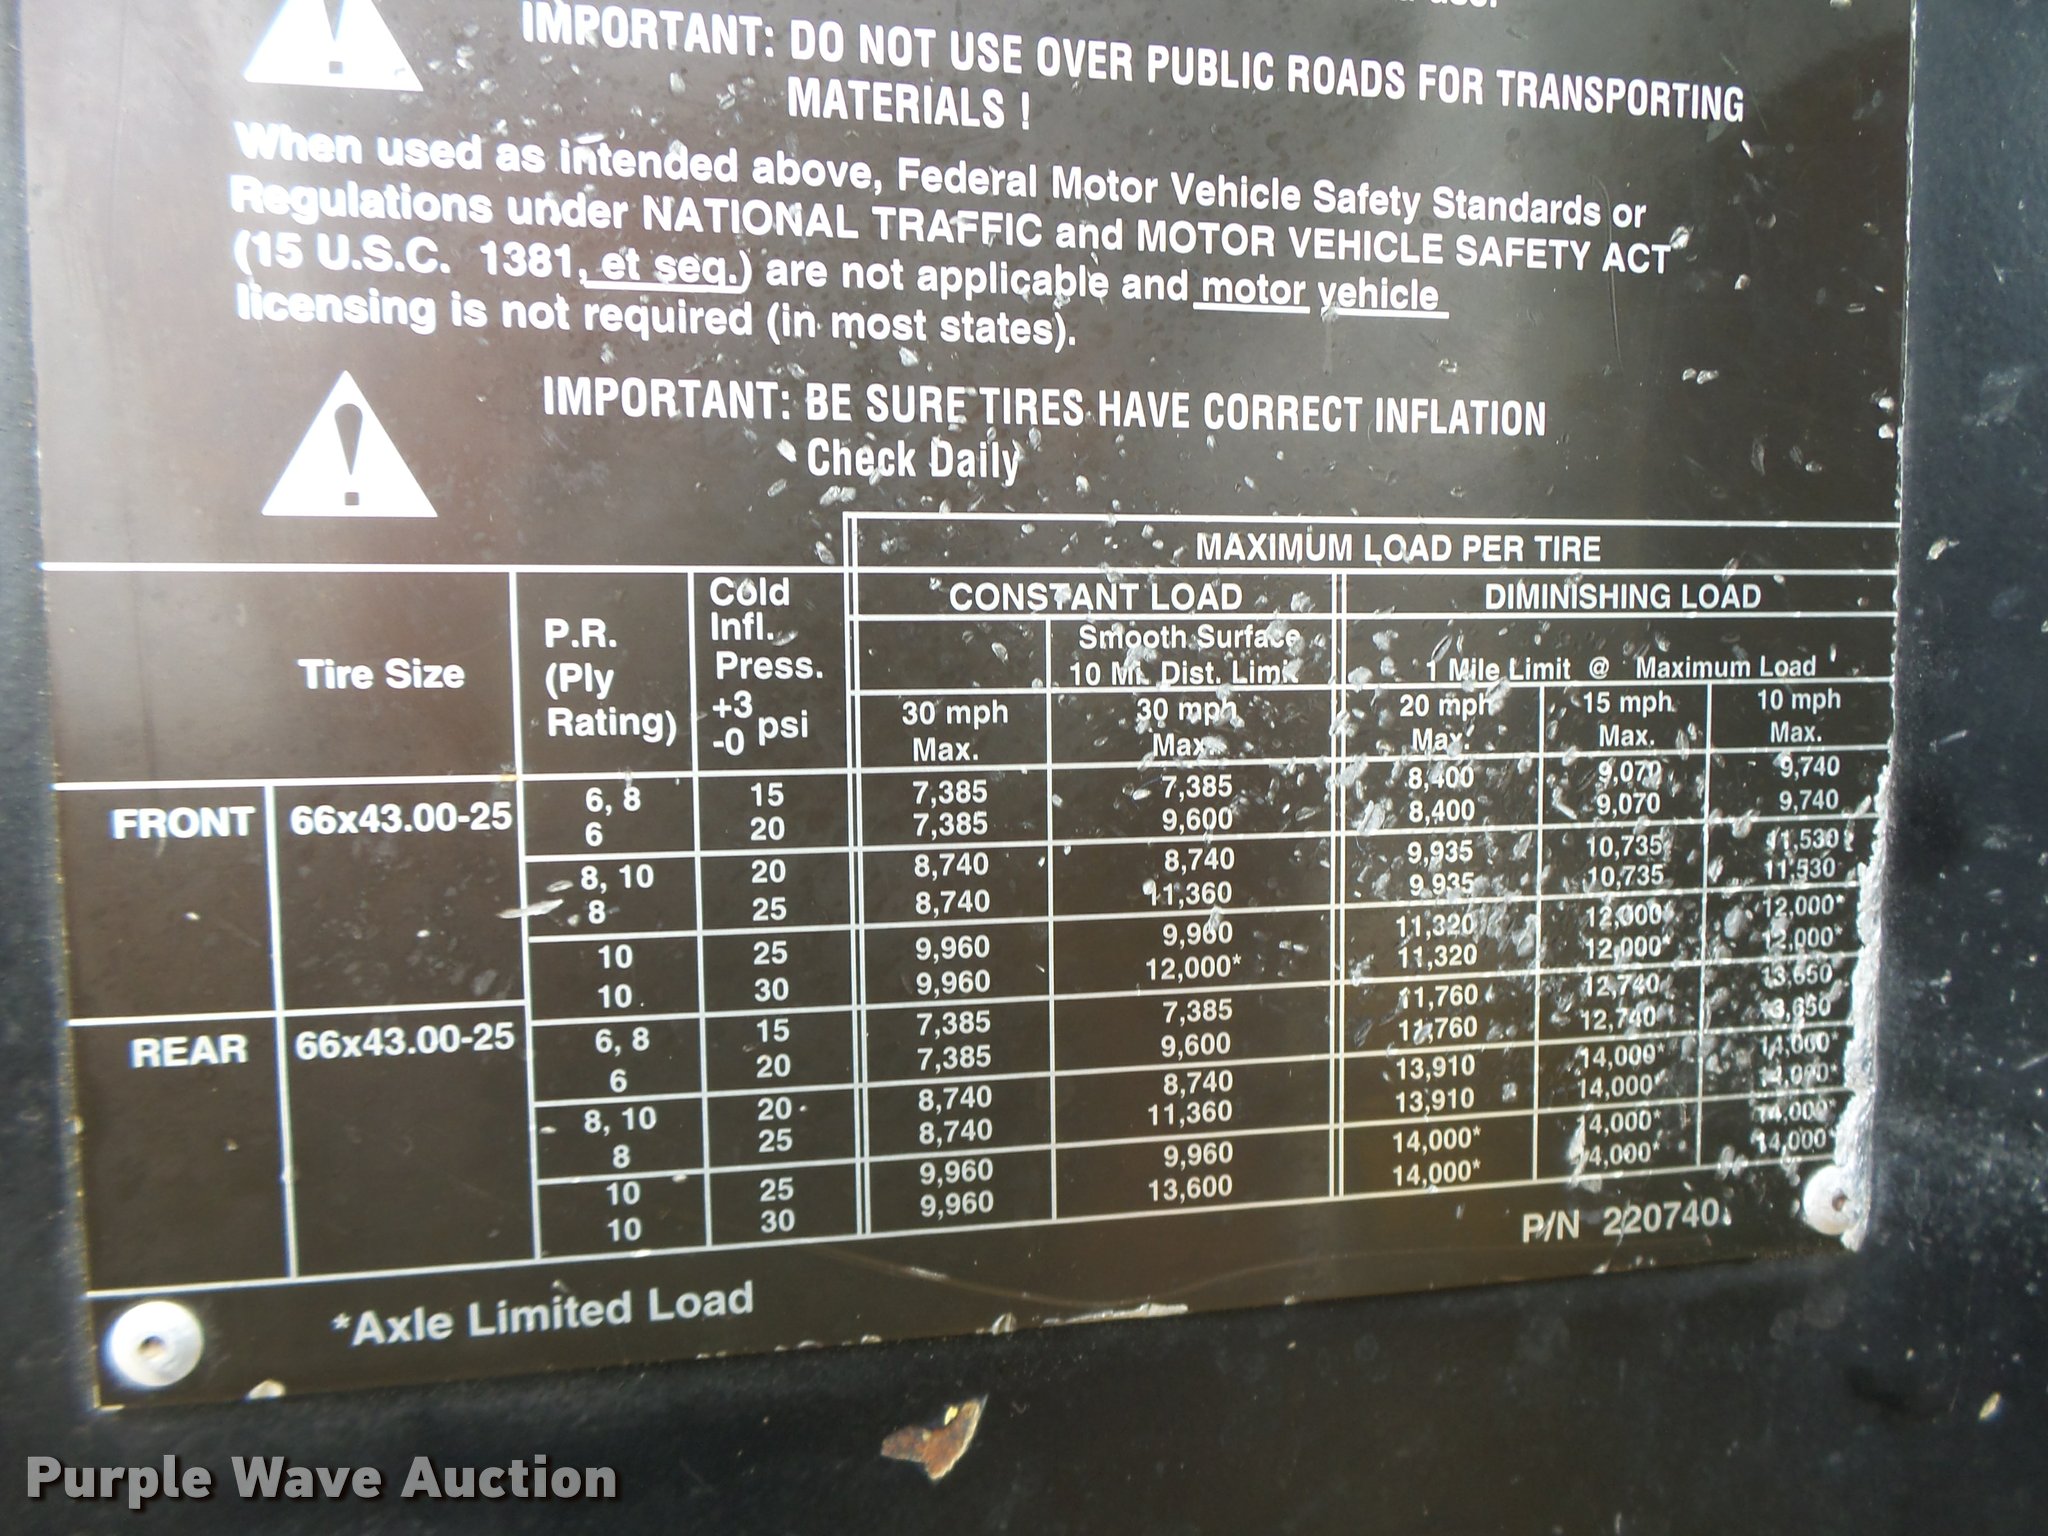 IMPORTANT: DO NOT USE OVER PUBLIC ROADS FOR TRANSPORTING
MATERIALS !
When used as intended above, Federal Motor Vehicle Safety Standards or
Regulations under NATIONAL TRAFFIC and MOTOR VEHICLE SAFETY ACT
(15 U.S.C. 1381, et seq.) are not applicable and motor vehicle
licensing is not required (in most states).
IMPORTANT: BE SURE TIRES HAVE CORRECT INFLATION
Check Daily
MAXIMUM LOAD PER TIRE
Tire Size P.R. (Ply Rating) Cold Infl. Press. +3 -0 psi CONSTANT LOAD DIMINISHING LOAD
Smooth Surface
10 Mi. Dist. Limit 1 Mile Limit @ Maximum Load
30 mph 30 mph 20 mph 15 mph 10 mph
Max. Max. Max. Max. Max.
FRONT 66x43.00-25 6, 8 15 7,385 7,385 8,400 9,070 9,740
6 20 7,385 9,600 8,400 9,070 9,740
8, 10 20 8,740 8,740 9,935 10,735 11,530
8 25 8,740 11,360 9,935 10,735 11,530
10 25 9,960 9,960 11,320 12,000* 12,000*
10 30 9,960 12,000* 11,320 12,000* 12,000*
REAR 66x43.00-25 6, 8 15 7,385 7,385 11,760 12,740 13,650
6 20 7,385 9,600 11,760 12,740 13,650
8, 10 20 8,740 8,740 13,910 14,000* 14,000*
8 25 8,740 11,360 13,910 14,000* 14,000*
10 25 9,960 9,960 14,000* 14,000* 14,000*
10 30 9,960 13,600 14,000* 14,000* 14,000*
P/N 220740
*Axle Limited Load
Purple Wave Auction